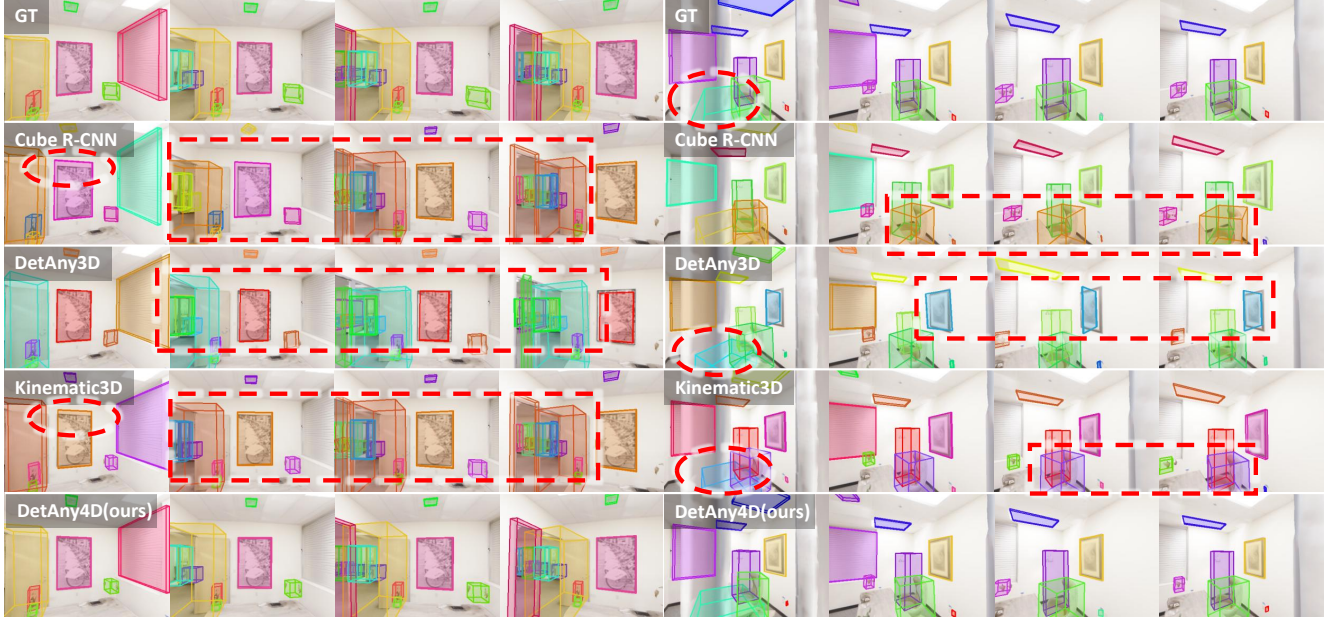 GT
GT
Cube R-CNN
Cube R-CNN
DetAny3D
DetAny3D
Kinematic3D
Kinematic3D
DetAny4D(ours)
DetAny4D(ours)